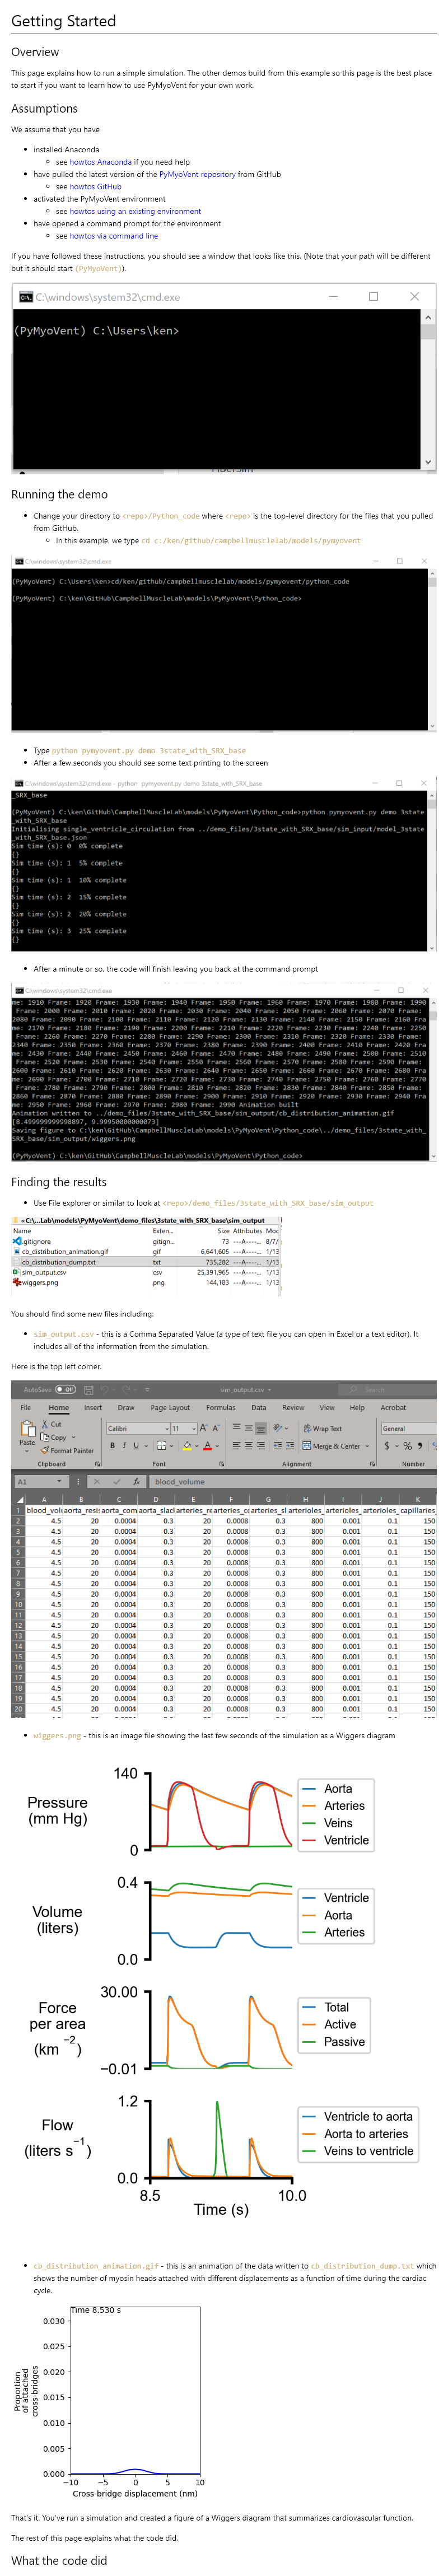 Getting Started
Overview
This page explains how to run a simple simulation. The other demos build from this example so this page is the best place
to start if you want to learn how to use PyMyoVent for your own work.
Assumptions
We assume that you have
installed Anaconda
see howtos Anaconda if you need help
have pulled the latest version of the PyMyoVent repository from GitHub
see howtos GitHub
activated the PyMyoVent environment
see howtos using an existing environment
have opened a command prompt for the environment
see howtos via command line
If you have followed these instructions, you should see a window that looks like this. (Note that your path will be different
but it should start (PyMyoVent)).
C:\windows\system32\cmd.exe
(PyMyoVent) C:\Users\ken>
Running the demo
Change your directory to <repo>/Python_code where <repo> is the top-level directory for the files that you pulled
from GitHub.
In this example, we type cd c:/ken/github/campbellmusclelab/models/pymyovent
C:\windows\system32\cmd.exe
(PyMyoVent) C:\Users\ken>cd/ken/github/campbellmusclelab/models/pymyovent/python_code
(PyMyoVent) C:\ken\GitHub\CampbellMuscleLab\models\PyMyoVent\Python_code>
Type python pymyovent.py demo 3state_with_SRX_base
After a few seconds you should see some text printing to the screen
C:\windows\system32\cmd.exe - python pymyovent.py demo 3state_with_SRX_base
_SRX_base
(PyMyoVent) C:\ken\GitHub\CampbellMuscleLab\models\PyMyoVent\Python_code>python pymyovent.py demo 3state
_with_SRX_base
Initialising single_ventricle_circulation from ../demo_files/3state_with_SRX_base/sim_input/model_3state
_with_SRX_base.json
Sim time (s): 0 0% complete
{}
Sim time (s): 1 5% complete
{}
Sim time (s): 1 10% complete
{}
Sim time (s): 2 15% complete
{}
Sim time (s): 2 20% complete
{}
Sim time (s): 3 25% complete
{}
After a minute or so, the code will finish leaving you back at the command prompt
C:\windows\system32\cmd.exe
me: 1910 Frame: 1920 Frame: 1930 Frame: 1940 Frame: 1950 Frame: 1960 Frame: 1970 Frame: 1980 Frame: 1990
Frame: 2000 Frame: 2010 Frame: 2020 Frame: 2030 Frame: 2040 Frame: 2050 Frame: 2060 Frame: 2070 Frame:
2080 Frame: 2090 Frame: 2100 Frame: 2110 Frame: 2120 Frame: 2130 Frame: 2140 Frame: 2150 Frame: 2160 Fra
me: 2170 Frame: 2180 Frame: 2190 Frame: 2200 Frame: 2210 Frame: 2220 Frame: 2230 Frame: 2240 Frame: 2250
Frame: 2260 Frame: 2270 Frame: 2280 Frame: 2290 Frame: 2300 Frame: 2310 Frame: 2320 Frame: 2330 Frame:
2340 Frame: 2350 Frame: 2360 Frame: 2370 Frame: 2380 Frame: 2390 Frame: 2400 Frame: 2410 Frame: 2420 Fra
me: 2430 Frame: 2440 Frame: 2450 Frame: 2460 Frame: 2470 Frame: 2480 Frame: 2490 Frame: 2500 Frame: 2510
Frame: 2520 Frame: 2530 Frame: 2540 Frame: 2550 Frame: 2560 Frame: 2570 Frame: 2580 Frame: 2590 Frame:
2600 Frame: 2610 Frame: 2620 Frame: 2630 Frame: 2640 Frame: 2650 Frame: 2660 Frame: 2670 Frame: 2680 Fra
me: 2690 Frame: 2700 Frame: 2710 Frame: 2720 Frame: 2730 Frame: 2740 Frame: 2750 Frame: 2760 Frame: 2770
Frame: 2780 Frame: 2790 Frame: 2800 Frame: 2810 Frame: 2820 Frame: 2830 Frame: 2840 Frame: 2850 Frame:
2860 Frame: 2870 Frame: 2880 Frame: 2890 Frame: 2900 Frame: 2910 Frame: 2920 Frame: 2930 Frame: 2940 Fra
me: 2950 Frame: 2960 Frame: 2970 Frame: 2980 Frame: 2990 Animation built
Animation written to ../demo_files/3state_with_SRX_base/sim_output/cb_distribution_animation.gif
Saving figure to C:\ken\GitHub\CampbellMuscleLab\models\PyMyoVent\Python_code\../demo_files/3state_with_
SRX_base/sim_output/wiggers.png
(PyMyoVent) C:\ken\GitHub\CampbellMuscleLab\models\PyMyoVent\Python_code>
Finding the results
Use File explorer or similar to look at <repo>/demo_files/3state_with_SRX_base/sim_output
=C:\...Lab\models\PyMyoVent\demo_files\3state_with_SRX_base\sim_output
Name Exten... Size Attributes Moc
.gitignore gitign... 73 ---A----... 8/7/
cb_distribution_animation.gif gif 6,641,605 ---A----... 1/13
cb_distribution_dump.txt txt 735,282 ---A----... 1/13
sim_output.csv csv 25,391,965 ---A----... 1/13
wiggers.png png 144,183 ---A----... 1/13
You should find some new files including:
sim_output.csv - this is a Comma Separated Value (a type of text file you can open in Excel or a text editor). It
includes all of the information from the simulation.
Here is the top left corner.
AutoSave Off sim_output.csv Search
File Home Insert Draw Page Layout Formulas Data Review View Help Acrobat
Cut
Copy
Paste
Format Painter
Calibri 11 Wrap Text General
B I U Merge & Center $ %
Clipboard Font Alignment Number
A1 fx blood_volume
A B C D E F G H I J K
1 blood_volu aorta_resis aorta_com aorta_slacl arteries_re arteries_co arteries_sl arterioles_ arterioles_ arterioles_ capillaries_
2 4.5 20 0.0004 0.3 20 0.0008 0.3 800 0.001 0.1 150
3 4.5 20 0.0004 0.3 20 0.0008 0.3 800 0.001 0.1 150
4 4.5 20 0.0004 0.3 20 0.0008 0.3 800 0.001 0.1 150
5 4.5 20 0.0004 0.3 20 0.0008 0.3 800 0.001 0.1 150
6 4.5 20 0.0004 0.3 20 0.0008 0.3 800 0.001 0.1 150
7 4.5 20 0.0004 0.3 20 0.0008 0.3 800 0.001 0.1 150
8 4.5 20 0.0004 0.3 20 0.0008 0.3 800 0.001 0.1 150
9 4.5 20 0.0004 0.3 20 0.0008 0.3 800 0.001 0.1 150
10 4.5 20 0.0004 0.3 20 0.0008 0.3 800 0.001 0.1 150
11 4.5 20 0.0004 0.3 20 0.0008 0.3 800 0.001 0.1 150
12 4.5 20 0.0004 0.3 20 0.0008 0.3 800 0.001 0.1 150
13 4.5 20 0.0004 0.3 20 0.0008 0.3 800 0.001 0.1 150
14 4.5 20 0.0004 0.3 20 0.0008 0.3 800 0.001 0.1 150
15 4.5 20 0.0004 0.3 20 0.0008 0.3 800 0.001 0.1 150
16 4.5 20 0.0004 0.3 20 0.0008 0.3 800 0.001 0.1 150
17 4.5 20 0.0004 0.3 20 0.0008 0.3 800 0.001 0.1 150
18 4.5 20 0.0004 0.3 20 0.0008 0.3 800 0.001 0.1 150
19 4.5 20 0.0004 0.3 20 0.0008 0.3 800 0.001 0.1 150
20 4.5 20 0.0004 0.3 20 0.0008 0.3 800 0.001 0.1 150
wiggers.png - this is an image file showing the last few seconds of the simulation as a Wiggers diagram
140
Pressure
(mm Hg)
0
Aorta
Arteries
Veins
Ventricle
0.4
Volume
(liters)
0.0
Ventricle
Aorta
Arteries
30.00
Force
per area
(km⁻²)
−0.01
Total
Active
Passive
1.2
Flow
(liters s⁻¹)
0.0
Ventricle to aorta
Aorta to arteries
Veins to ventricle
8.5 10.0
Time (s)
cb_distribution_animation.gif - this is an animation of the data written to cb_distribution_dump.txt which
shows the number of myosin heads attached with different displacements as a function of time during the cardiac
cycle.
Time 8.530 s
0.030
0.025
0.020
0.015
0.010
0.005
0.000
Proportion
of attached
cross-bridges
−10 −5 0 5 10
Cross-bridge displacement (nm)
That's it. You've run a simulation and created a figure of a Wiggers diagram that summarizes cardiovascular function.
The rest of this page explains what the code did.
What the code did